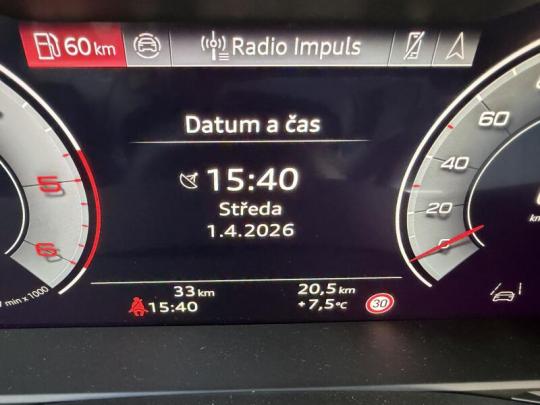 60 km
Radio Impuls
Datum a čas
15:40
Středa
1.4.2026
33 km
20,5 km
15:40
+7,5 °C
30
5
6
min x 1000
60
40
20
0